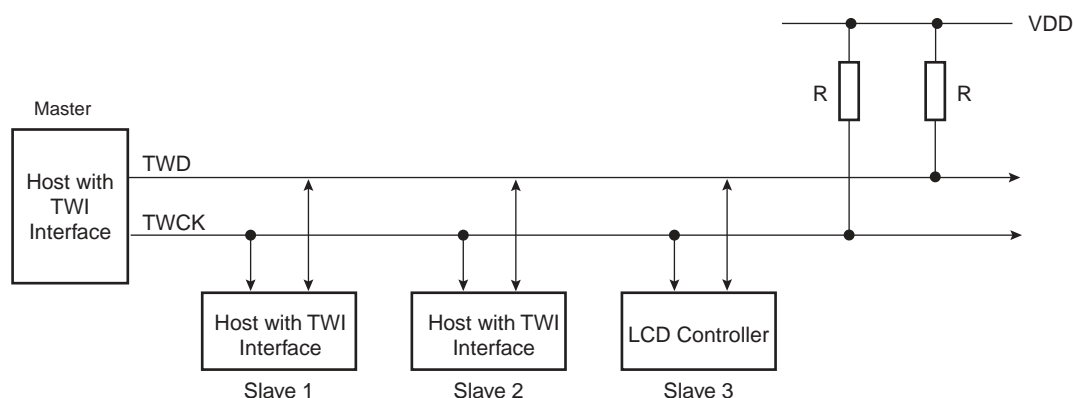 VDD
R
R
Master
Host with
TWI
Interface
TWD
TWCK
Host with TWI
Interface
Slave 1
Host with TWI
Interface
Slave 2
LCD Controller
Slave 3